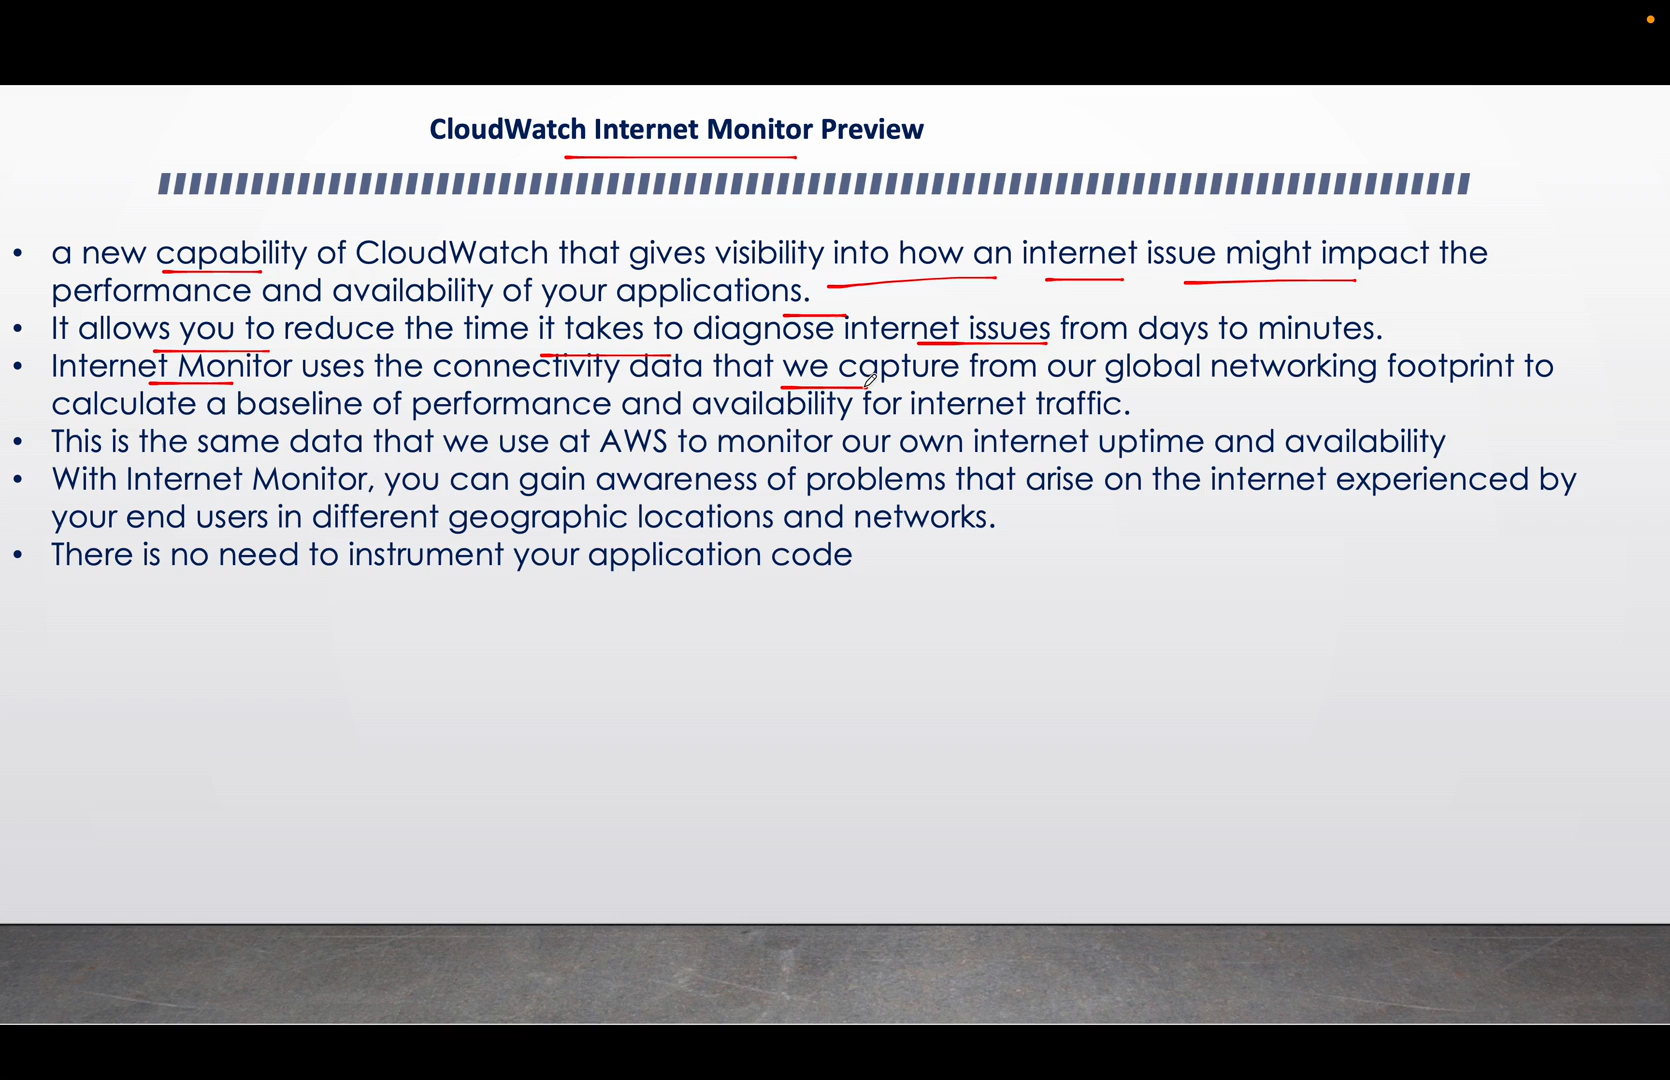 CloudWatch Internet Monitor Preview
• a new capability of CloudWatch that gives visibility into how an internet issue might impact the
performance and availability of your applications.
• It allows you to reduce the time it takes to diagnose internet issues from days to minutes.
• Internet Monitor uses the connectivity data that we capture from our global networking footprint to
calculate a baseline of performance and availability for internet traffic.
• This is the same data that we use at AWS to monitor our own internet uptime and availability
• With Internet Monitor, you can gain awareness of problems that arise on the internet experienced by
your end users in different geographic locations and networks.
• There is no need to instrument your application code